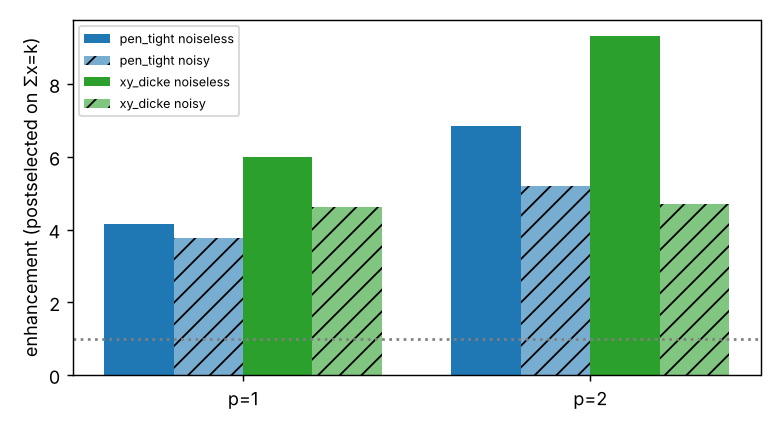 pen_tight noiseless
pen_tight noisy
xy_dicke noiseless
xy_dicke noisy
enhancement (postselected on Σx=k)
8
6
4
2
0
p=1
p=2